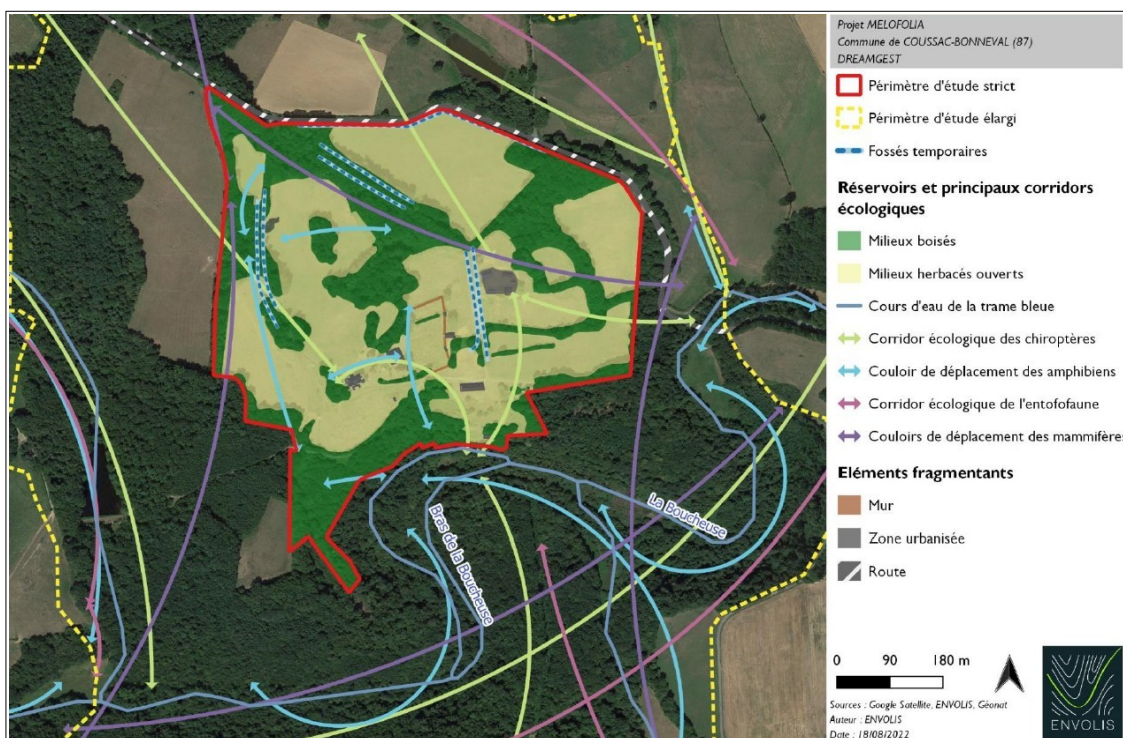 Projet MELOFOLIA
Commune de COUSSAC-BONNEVAL (87)
DREAMGEST
Périmètre d'étude strict
Périmètre d'étude élargi
Fossés temporaires
Réservoirs et principaux corridors
écologiques
Milieux boisés
Milieux herbacés ouverts
Cours d'eau de la trame bleue
Corridor écologique des chiroptères
Couloir de déplacement des amphibiens
Corridor écologique de l'entofofaune
Couloirs de déplacement des mammifères
Eléments fragmentants
Mur
Zone urbanisée
Route
0 90 180 m
Sources : Google Satellite, ENVOLIS, Géonat
Auteur : ENVOLIS
Date : 18/08/2022
ENVOLIS
La Boucheuse
Bras de la Boucheuse